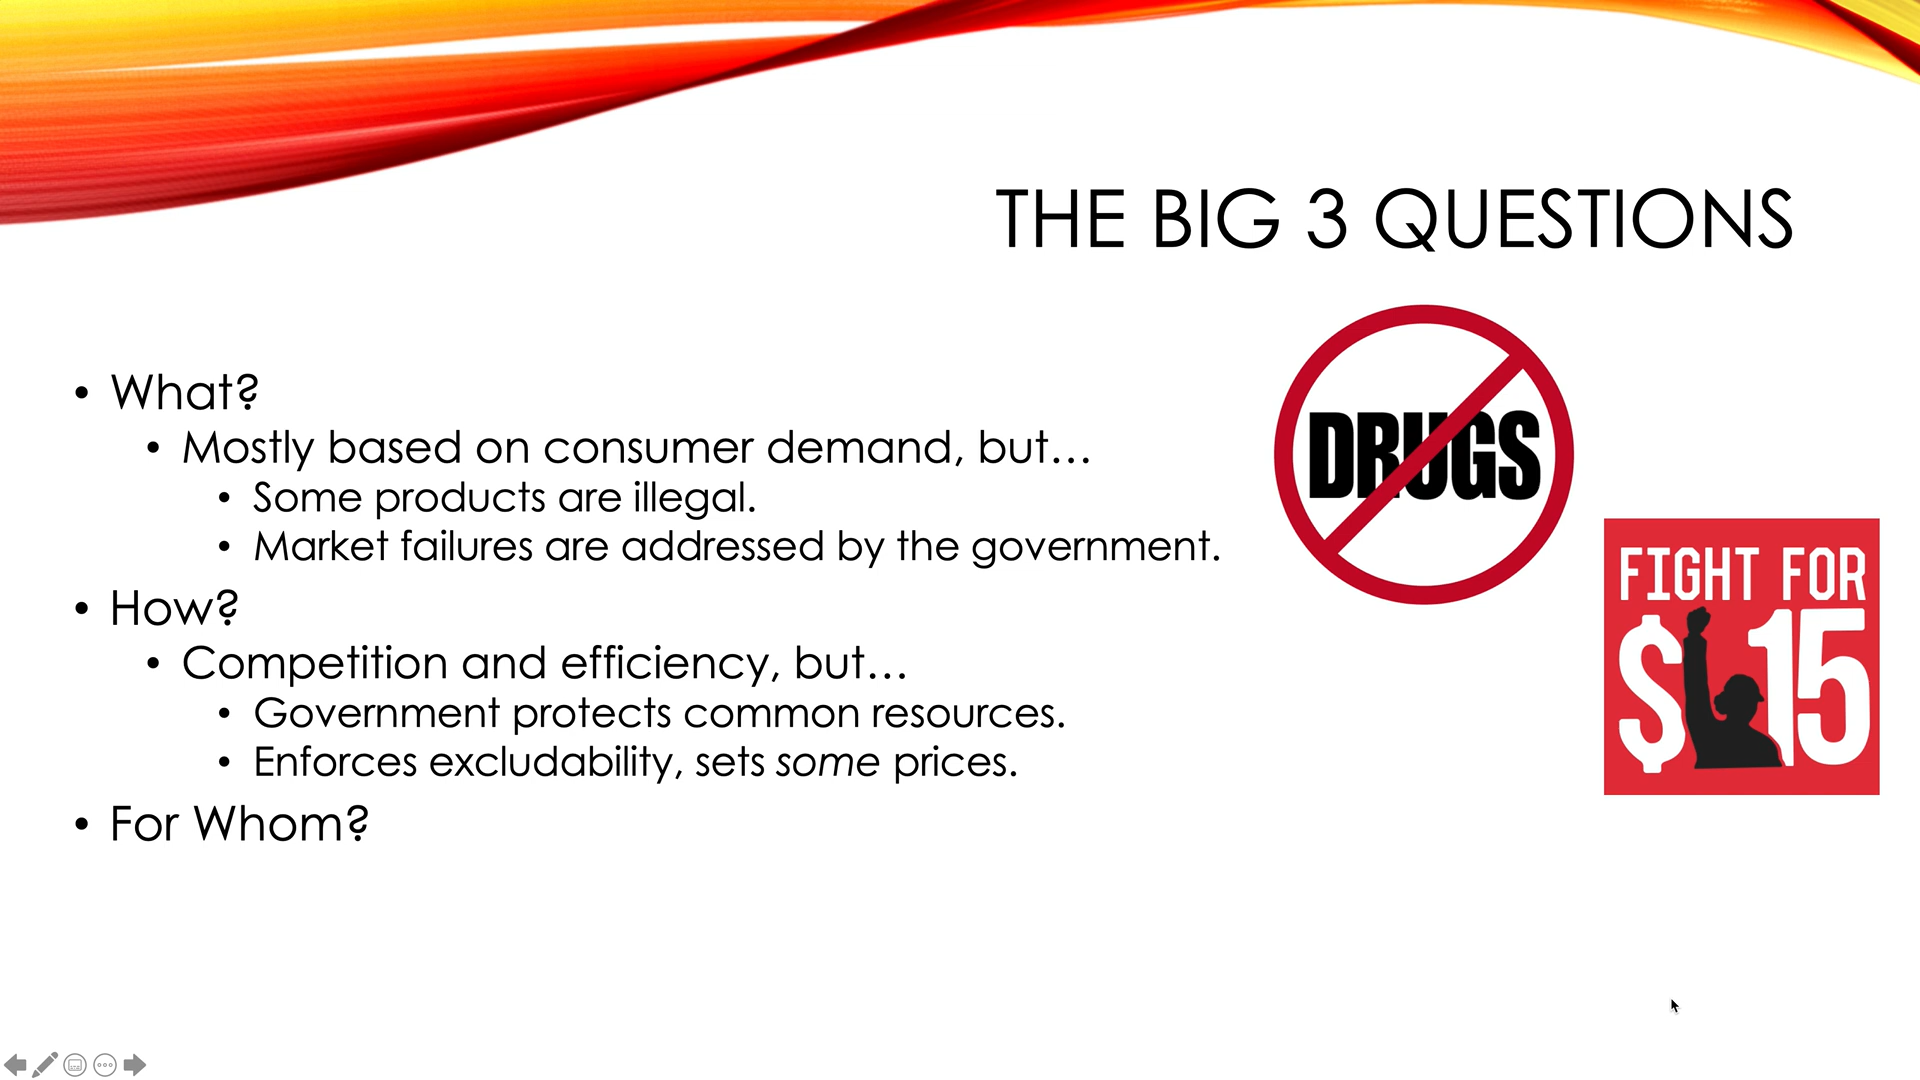 THE BIG 3 QUESTIONS
• What?
• Mostly based on consumer demand, but…
• Some products are illegal.
• Market failures are addressed by the government.
• How?
• Competition and efficiency, but…
• Government protects common resources.
• Enforces excludability, sets some prices.
• For Whom?
DRUGS
FIGHT FOR
$15